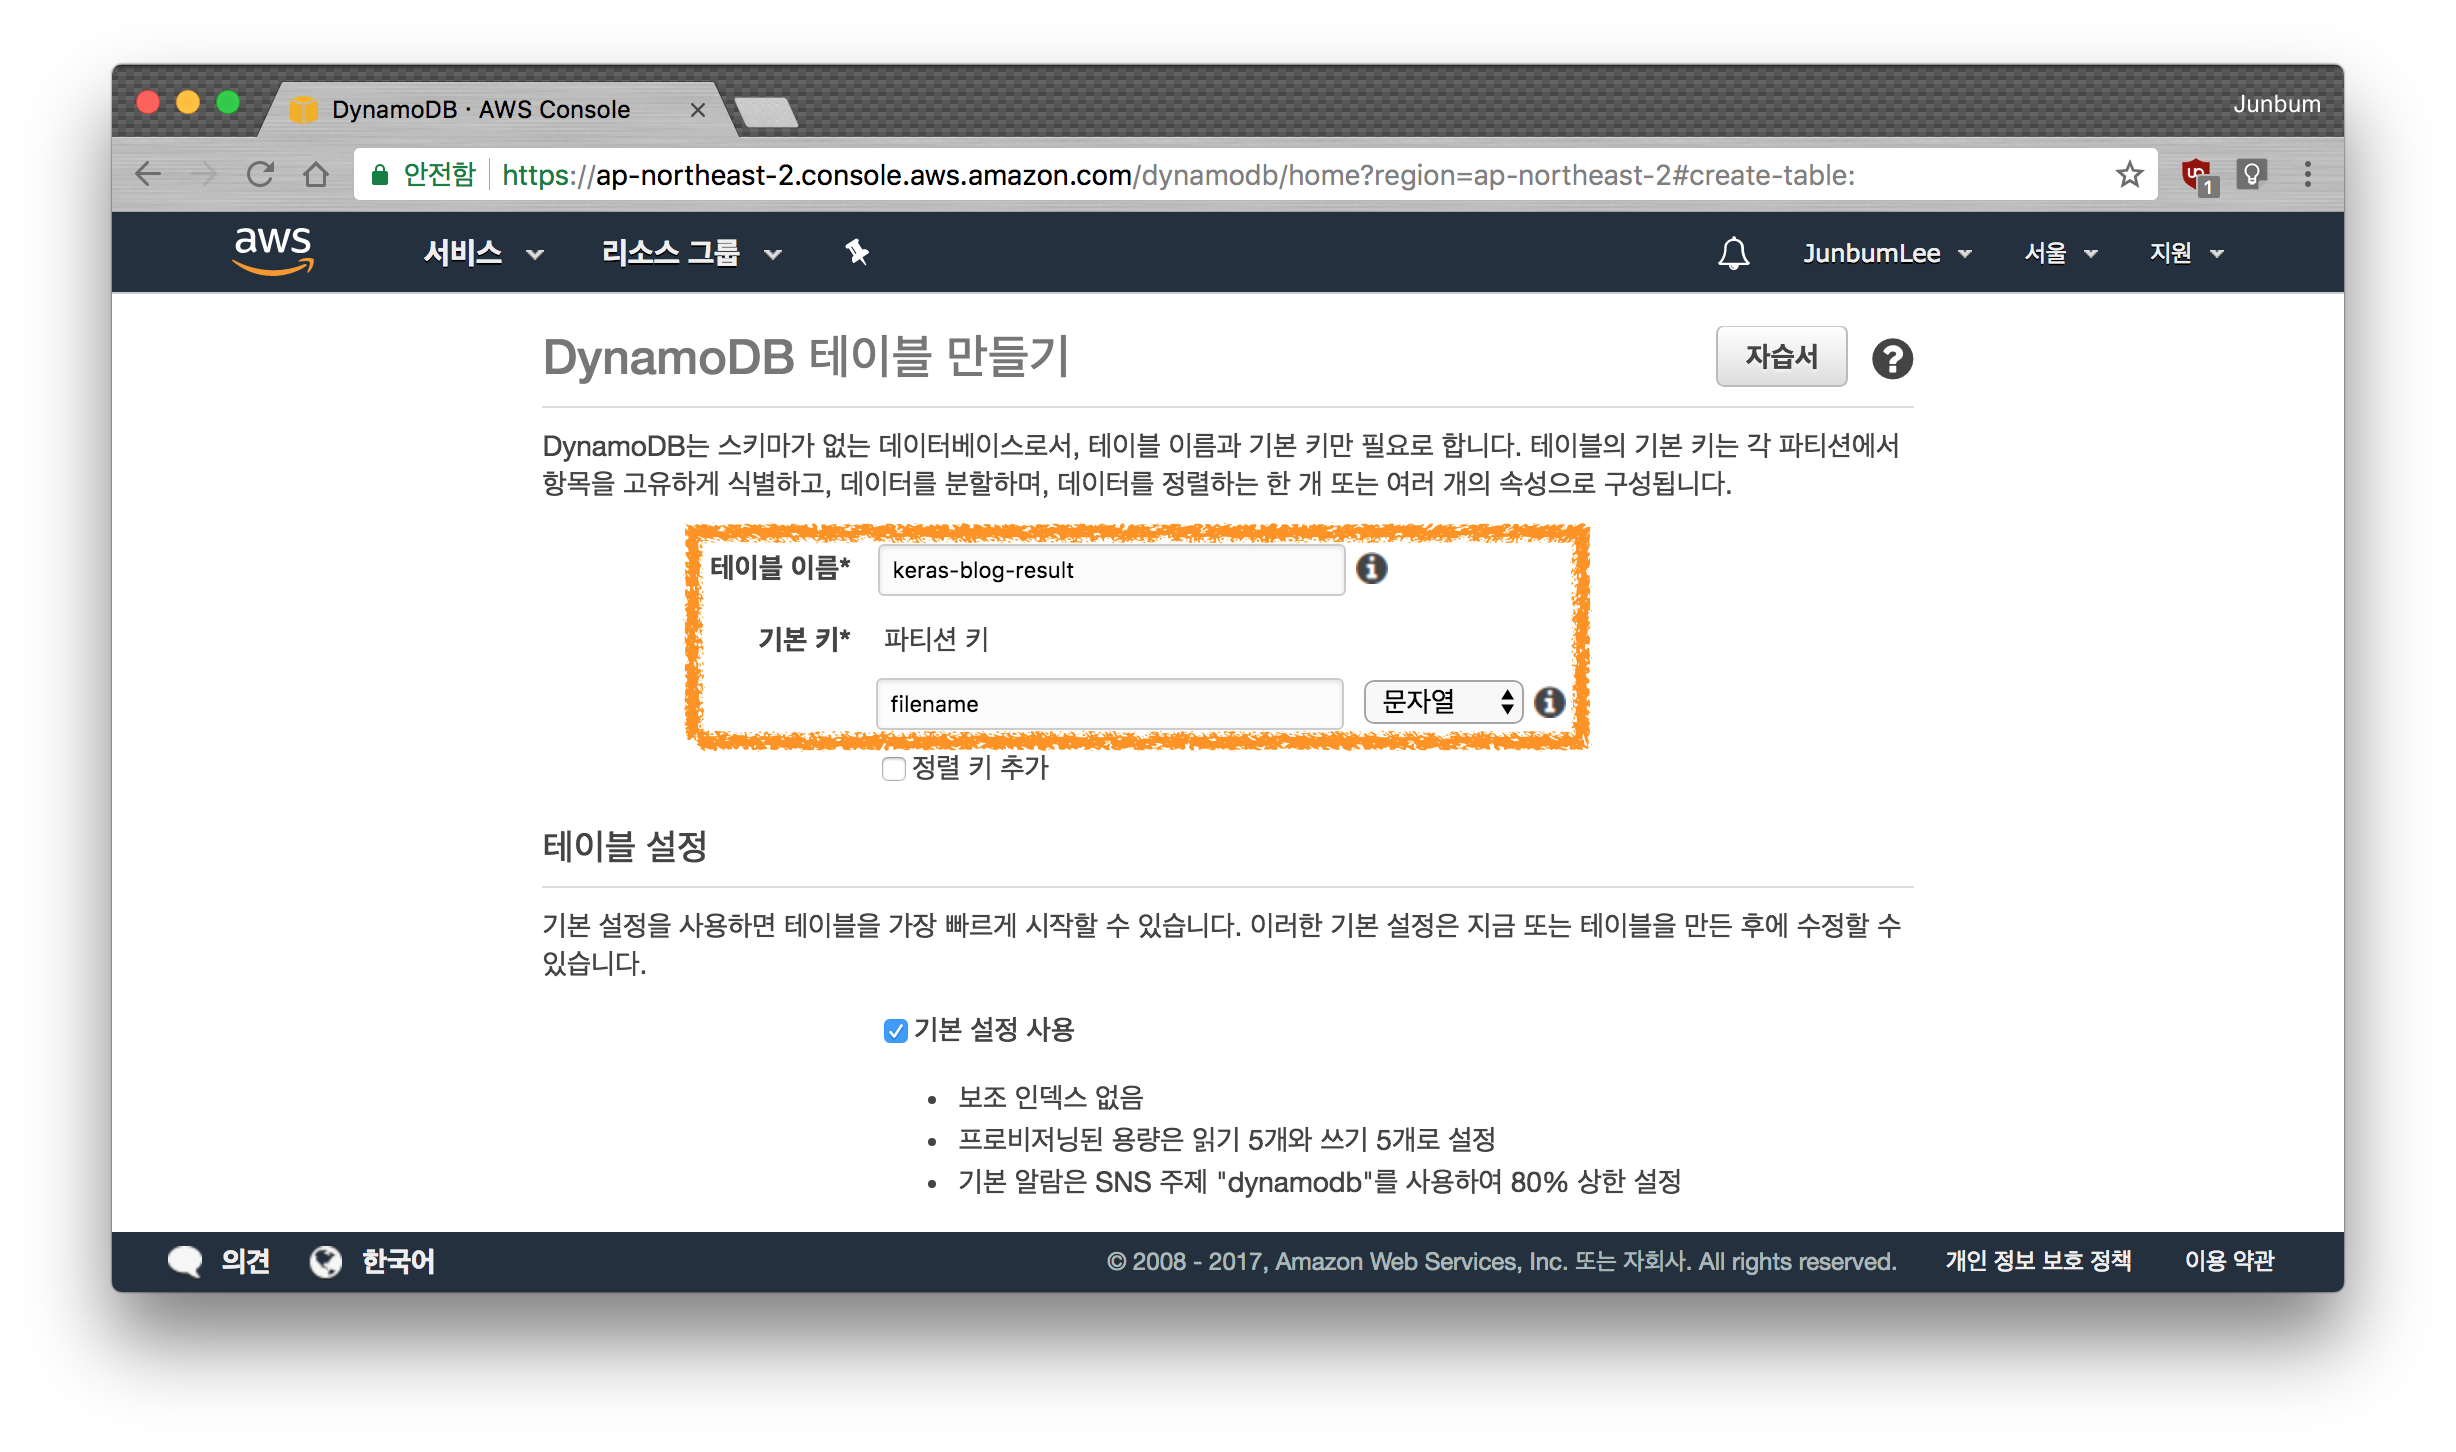 DynamoDB · AWS Console
Junbum
안전함 https://ap-northeast-2.console.aws.amazon.com/dynamodb/home?region=ap-northeast-2#create-table:
1
aws 서비스 리소스 그룹 JunbumLee 서울 지원
DynamoDB 테이블 만들기 자습서
DynamoDB는 스키마가 없는 데이터베이스로서, 테이블 이름과 기본 키만 필요로 합니다. 테이블의 기본 키는 각 파티션에서
항목을 고유하게 식별하고, 데이터를 분할하며, 데이터를 정렬하는 한 개 또는 여러 개의 속성으로 구성됩니다.
테이블 이름* keras-blog-result
기본 키* 파티션 키
filename 문자열
정렬 키 추가
테이블 설정
기본 설정을 사용하면 테이블을 가장 빠르게 시작할 수 있습니다. 이러한 기본 설정은 지금 또는 테이블을 만든 후에 수정할 수
있습니다.
기본 설정 사용
• 보조 인덱스 없음
• 프로비저닝된 용량은 읽기 5개와 쓰기 5개로 설정
• 기본 알람은 SNS 주제 "dynamodb"를 사용하여 80% 상한 설정
의견 한국어 © 2008 - 2017, Amazon Web Services, Inc. 또는 자회사. All rights reserved. 개인 정보 보호 정책 이용 약관